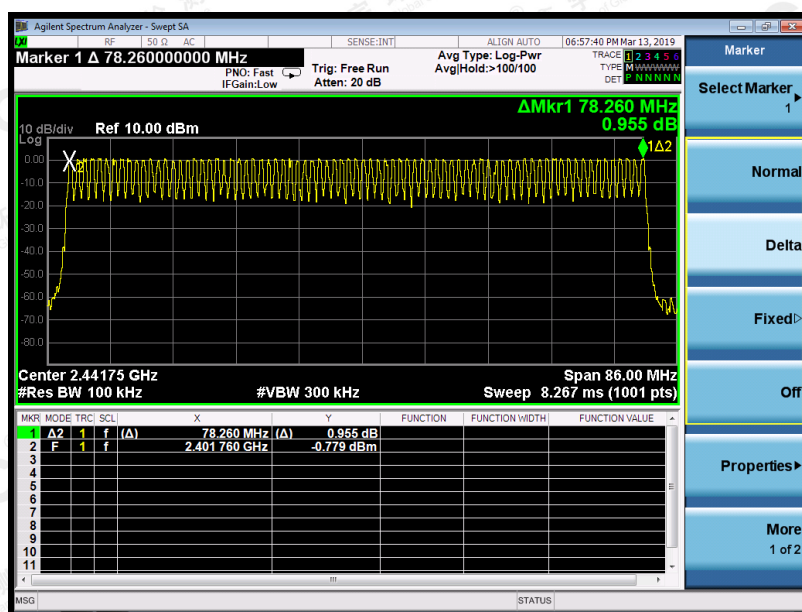 Agilent Spectrum Analyzer - Swept SA
LXI RF 50 Ω AC SENSE:INT ALIGN AUTO 06:57:40 PM Mar 13, 2019
Marker 1 Δ 78.260000000 MHz
PNO: Fast
IFGain:Low
Trig: Free Run
Atten: 20 dB
Avg Type: Log-Pwr
Avg|Hold:>100/100
TRACE 1 2 3 4 5 6
TYPE M WWWWW
DET P N N N N N
ΔMkr1 78.260 MHz
0.955 dB
10 dB/div Ref 10.00 dBm
Log
0.00
-10.0
-20.0
-30.0
-40.0
-50.0
-60.0
-70.0
-80.0
X2
1Δ2
Center 2.44175 GHz Span 86.00 MHz
#Res BW 100 kHz #VBW 300 kHz Sweep 8.267 ms (1001 pts)
MKR MODE TRC SCL X Y FUNCTION FUNCTION WIDTH FUNCTION VALUE
1 Δ2 1 f (Δ) 78.260 MHz (Δ) 0.955 dB
2 F 1 f 2.401 760 GHz -0.779 dBm
3
4
5
6
7
8
9
10
11
MSG STATUS
Marker
Select Marker
1
Normal
Delta
Fixed
Off
Properties
More
1 of 2